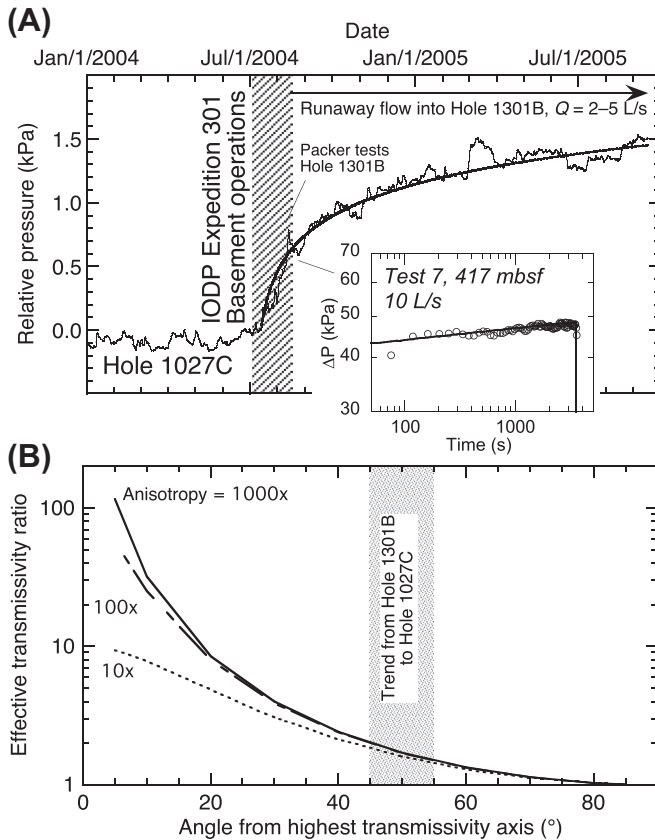 (A)
Date
Jan/1/2004 Jul/1/2004 Jan/1/2005 Jul/1/2005
Relative pressure (kPa)
1.5
1.0
0.5
0.0
IODP Expedition 301
Basement operations
Runaway flow into Hole 1301B, Q = 2–5 L/s
Packer tests
Hole 1301B
Hole 1027C
Test 7, 417 mbsf
10 L/s
ΔP (kPa)
70
60
50
40
30
100 1000
Time (s)
(B)
Effective transmissivity ratio
100
10
1
Anisotropy = 1000x
100x
10x
Trend from Hole 1301B
to Hole 1027C
0 20 40 60 80
Angle from highest transmissivity axis (°)